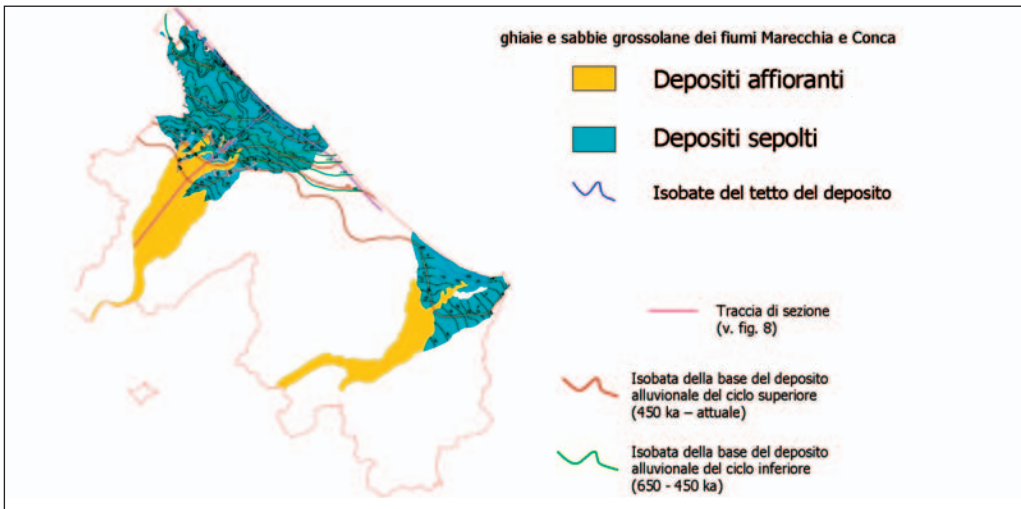 ghiaie e sabbie grossolane dei fiumi Marecchia e Conca
Depositi affioranti
Depositi sepolti
Isobate del tetto del deposito
Traccia di sezione
(v. fig. 8)
Isobata della base del deposito
alluvionale del ciclo superiore
(450 ka – attuale)
Isobata della base del deposito
alluvionale del ciclo inferiore
(650 - 450 ka)